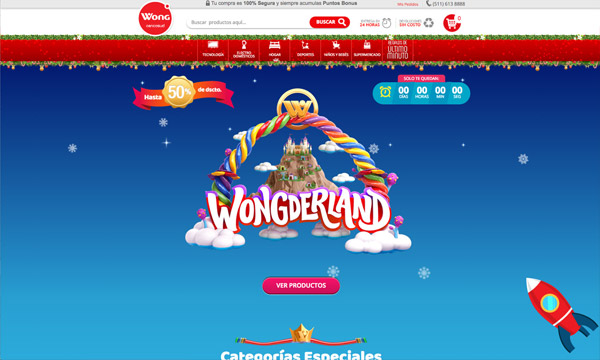 Tu compra es 100% Segura y siempre acumulas Puntos Bonus
Mis Pedidos
(511) 613 8888
Wong
cencosud
Buscar productos aquí...
BUSCAR
ENTREGA EN
24 HORAS
DEVOLUCIONES
SIN COSTO
0
TECNOLOGÍA
ELECTRO
DOMÉSTICOS
HOGAR
DEPORTES
NIÑOS Y BEBÉS
SUPERMERCADO
REGALOS DE
ÚLTIMO
MINUTO
Hasta 50% de dscto.
SOLO TE QUEDAN:
00 00 00 00
DÍAS HORAS MIN SEG
W
WONGDERLAND
VER PRODUCTOS
Categorías Especiales